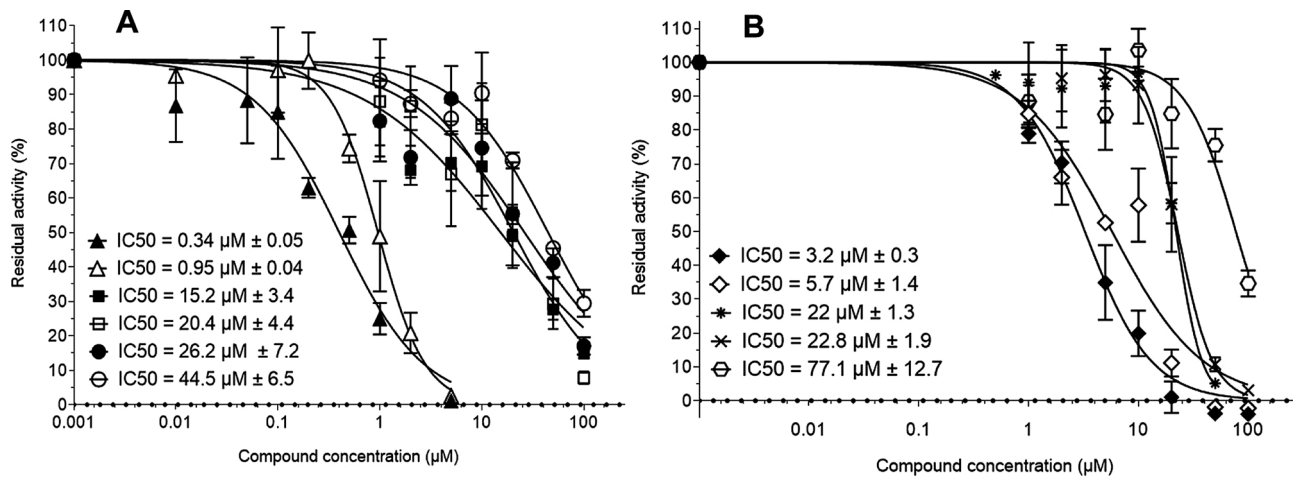 A
110
100
90
80
70
60
50
40
30
20
10
0
Residual activity (%)
IC50 = 0.34 µM ± 0.05
IC50 = 0.95 µM ± 0.04
IC50 = 15.2 µM ± 3.4
IC50 = 20.4 µM ± 4.4
IC50 = 26.2 µM ± 7.2
IC50 = 44.5 µM ± 6.5
0.001 0.01 0.1 1 10 100
Compound concentration (µM)
B
110
100
90
80
70
60
50
40
30
20
10
0
Residual activity (%)
IC50 = 3.2 µM ± 0.3
IC50 = 5.7 µM ± 1.4
IC50 = 22 µM ± 1.3
IC50 = 22.8 µM ± 1.9
IC50 = 77.1 µM ± 12.7
0.01 0.1 1 10 100
Compound concentration (µM)